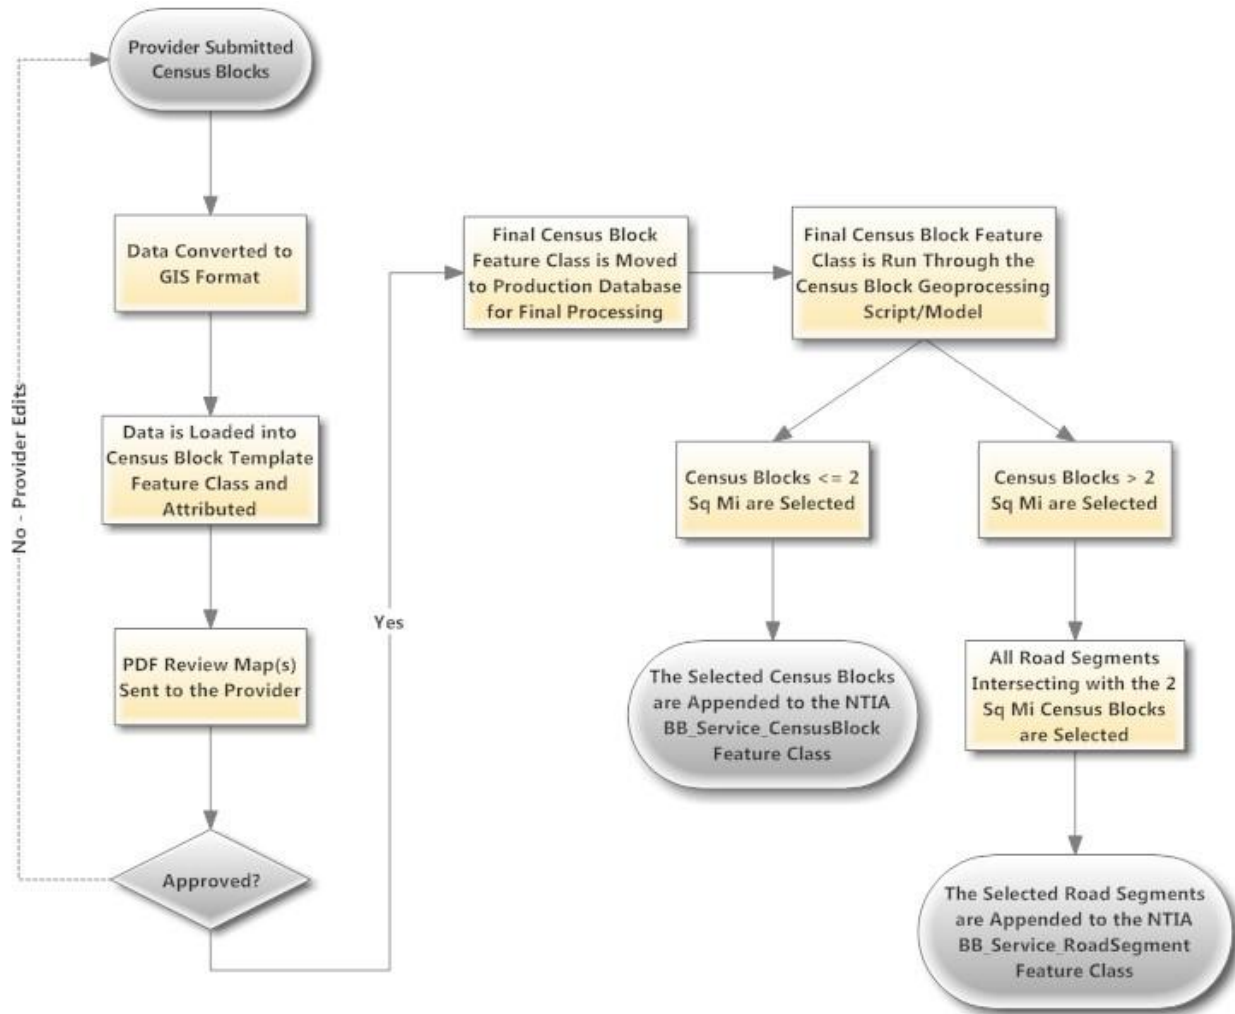 Provider Submitted
Census Blocks
Data Converted to
GIS Format
Data is Loaded into
Census Block Template
Feature Class and
Attributed
PDF Review Map(s)
Sent to the Provider
Approved?
No - Provider Edits
Yes
Final Census Block
Feature Class is Moved
to Production Database
for Final Processing
Final Census Block Feature
Class is Run Through the
Census Block Geoprocessing
Script/Model
Census Blocks <= 2
Sq Mi are Selected
The Selected Census Blocks
are Appended to the NTIA
BB_Service_CensusBlock
Feature Class
Census Blocks > 2
Sq Mi are Selected
All Road Segments
Intersecting with the 2
Sq Mi Census Blocks
are Selected
The Selected Road Segments
are Appended to the NTIA
BB_Service_RoadSegment
Feature Class